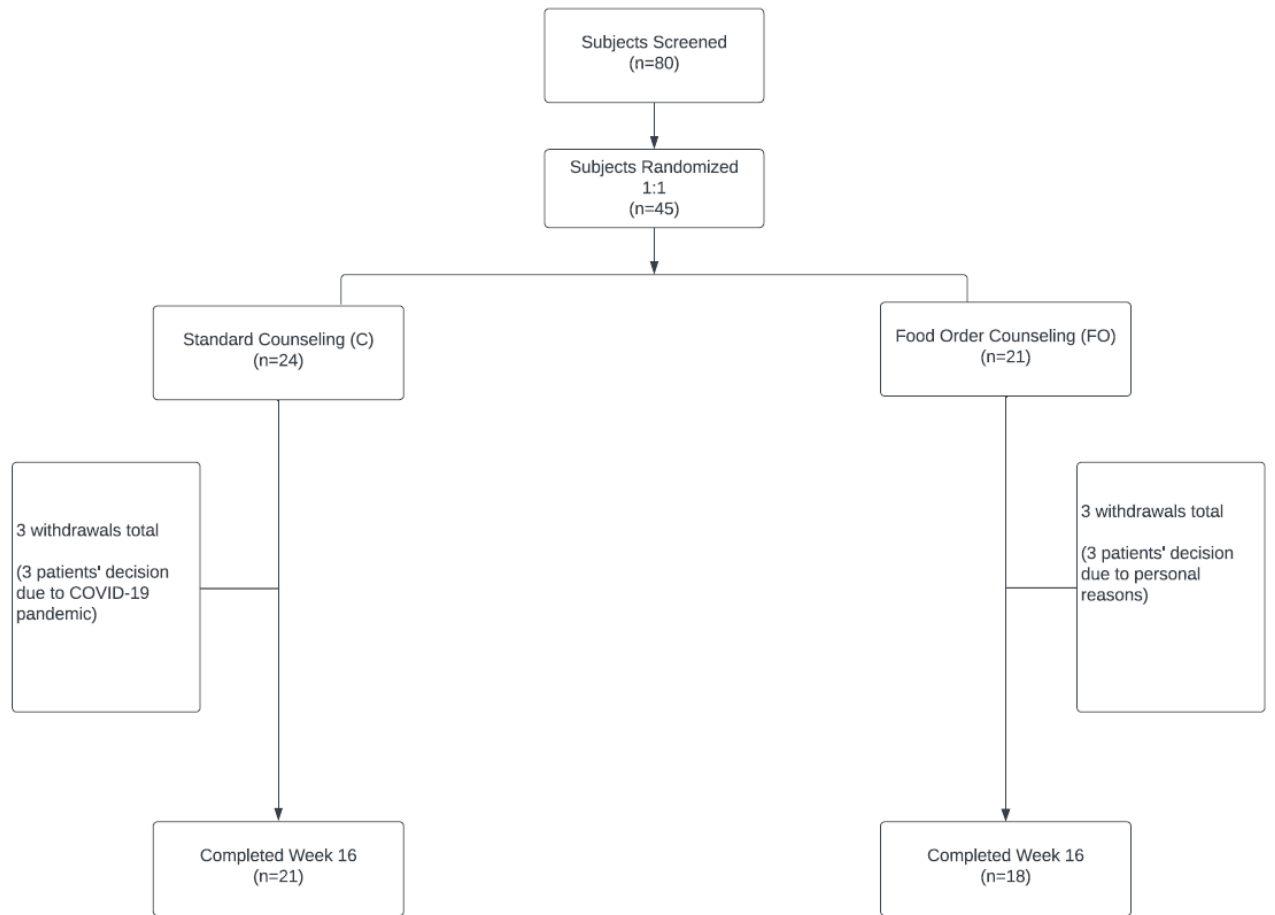 Subjects Screened
(n=80)
Subjects Randomized
1:1
(n=45)
Standard Counseling (C)
(n=24)
Food Order Counseling (FO)
(n=21)
3 withdrawals total
(3 patients' decision
due to COVID-19
pandemic)
3 withdrawals total
(3 patients' decision
due to personal
reasons)
Completed Week 16
(n=21)
Completed Week 16
(n=18)